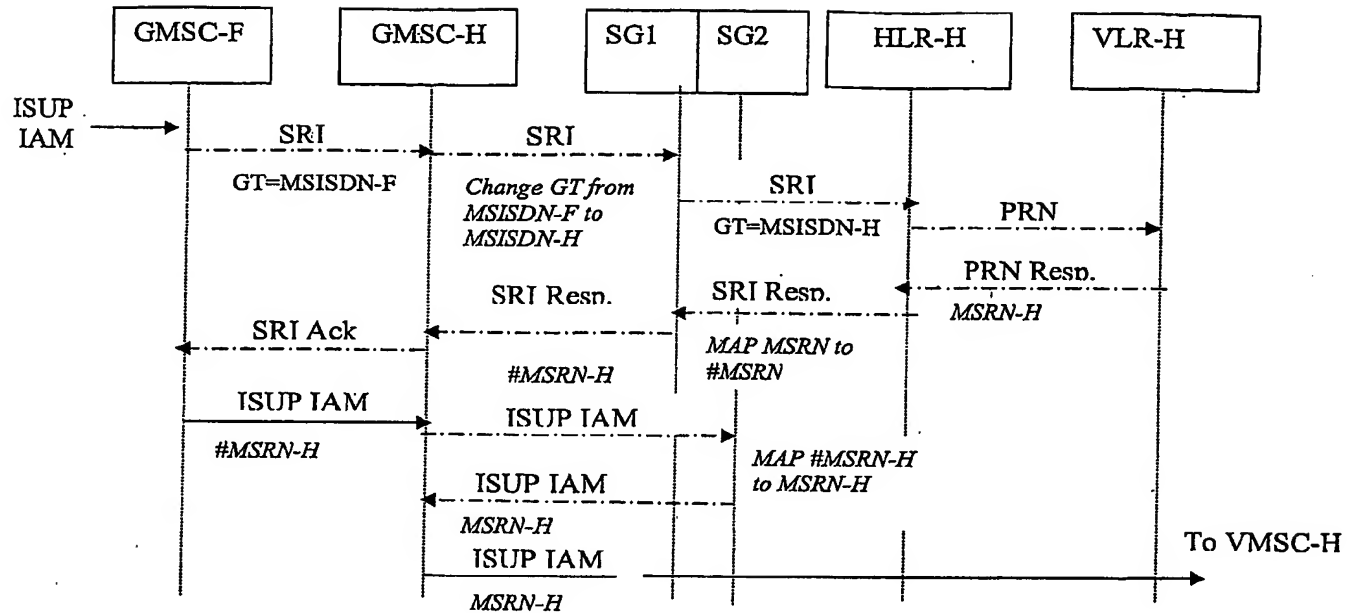 GMSC-F
GMSC-H
SG1
SG2
HLR-H
VLR-H
ISUP
IAM
SRI
SRI
GT=MSISDN-F
Change GT from
MSISDN-F to
MSISDN-H
SRI
GT=MSISDN-H
PRN
PRN Resp.
MSRN-H
SRI Resp.
SRI Resp.
SRI Ack
MAP MSRN to
#MSRN
#MSRN-H
ISUP IAM
#MSRN-H
ISUP IAM
MAP #MSRN-H
to MSRN-H
ISUP IAM
MSRN-H
ISUP IAM
MSRN-H
To VMSC-H